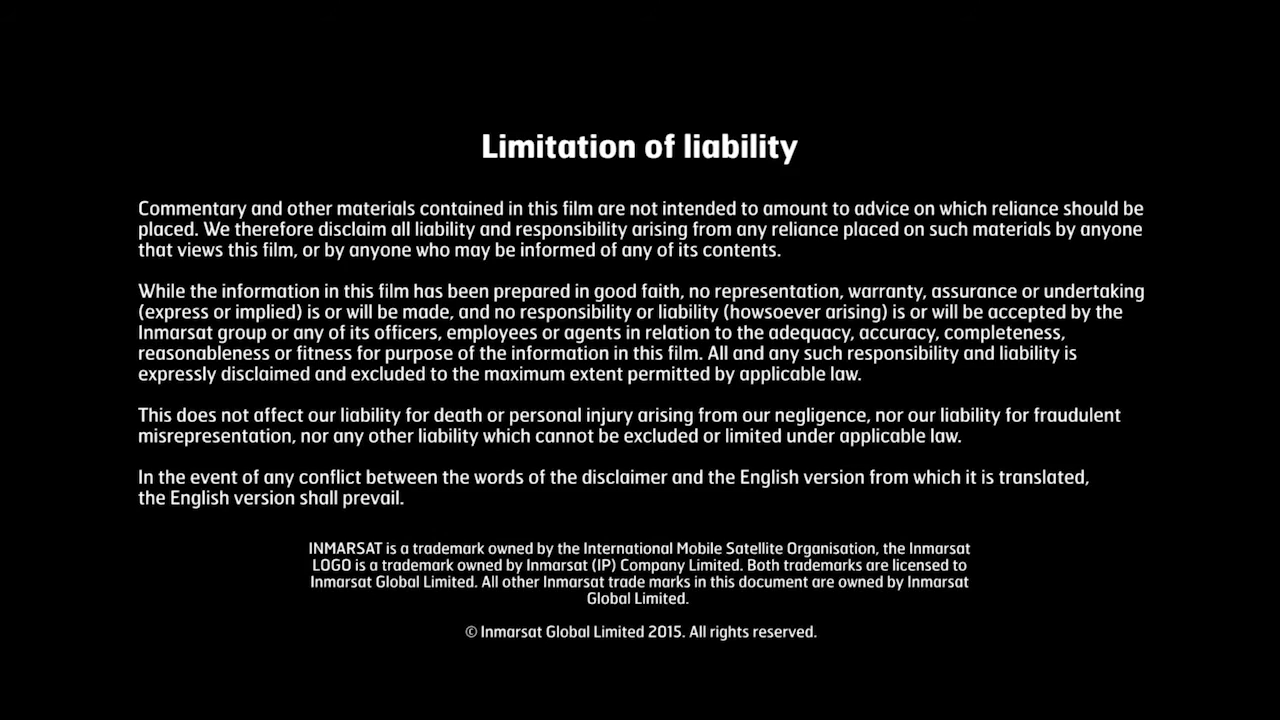 Limitation of liability
Commentary and other materials contained in this film are not intended to amount to advice on which reliance should be
placed. We therefore disclaim all liability and responsibility arising from any reliance placed on such materials by anyone
that views this film, or by anyone who may be informed of any of its contents.
While the information in this film has been prepared in good faith, no representation, warranty, assurance or undertaking
(express or implied) is or will be made, and no responsibility or liability (howsoever arising) is or will be accepted by the
Inmarsat group or any of its officers, employees or agents in relation to the adequacy, accuracy, completeness,
reasonableness or fitness for purpose of the information in this film. All and any such responsibility and liability is
expressly disclaimed and excluded to the maximum extent permitted by applicable law.
This does not affect our liability for death or personal injury arising from our negligence, nor our liability for fraudulent
misrepresentation, nor any other liability which cannot be excluded or limited under applicable law.
In the event of any conflict between the words of the disclaimer and the English version from which it is translated,
the English version shall prevail.
INMARSAT is a trademark owned by the International Mobile Satellite Organisation, the Inmarsat
LOGO is a trademark owned by Inmarsat (IP) Company Limited. Both trademarks are licensed to
Inmarsat Global Limited. All other Inmarsat trade marks in this document are owned by Inmarsat
Global Limited.
© Inmarsat Global Limited 2015. All rights reserved.